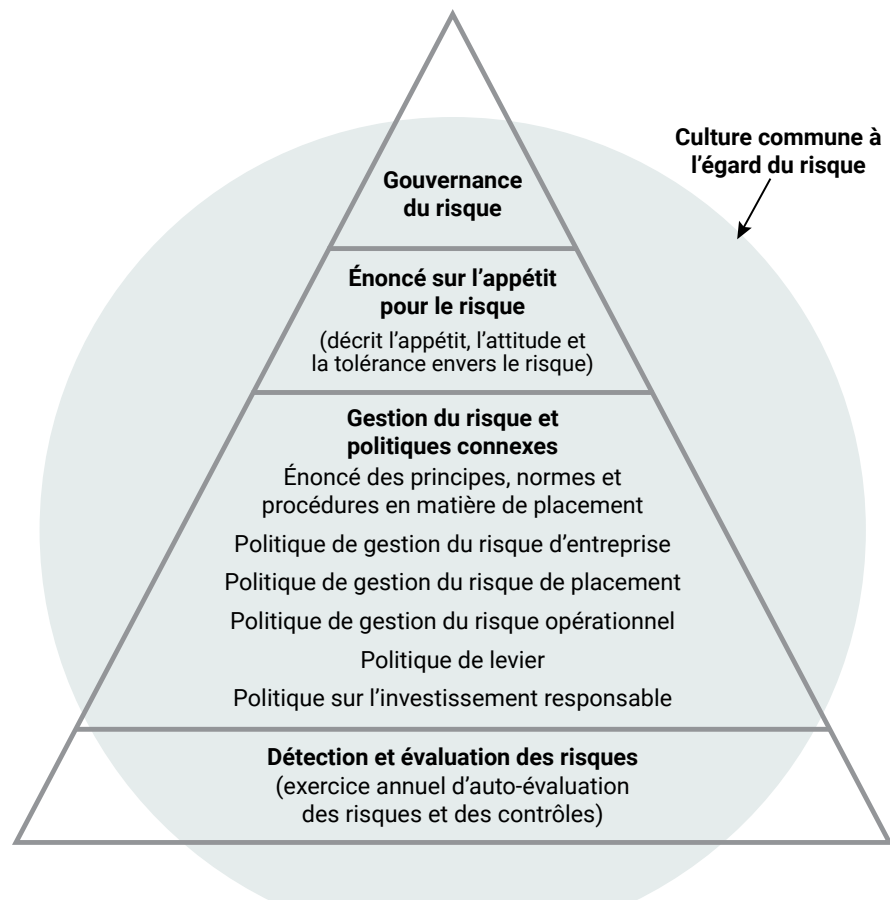 Culture commune à
l’égard du risque
Gouvernance
du risque
Énoncé sur l’appétit
pour le risque
(décrit l’appétit, l’attitude et
la tolérance envers le risque)
Gestion du risque et
politiques connexes
Énoncé des principes, normes et
procédures en matière de placement
Politique de gestion du risque d’entreprise
Politique de gestion du risque de placement
Politique de gestion du risque opérationnel
Politique de levier
Politique sur l’investissement responsable
Détection et évaluation des risques
(exercice annuel d’auto-évaluation
des risques et des contrôles)